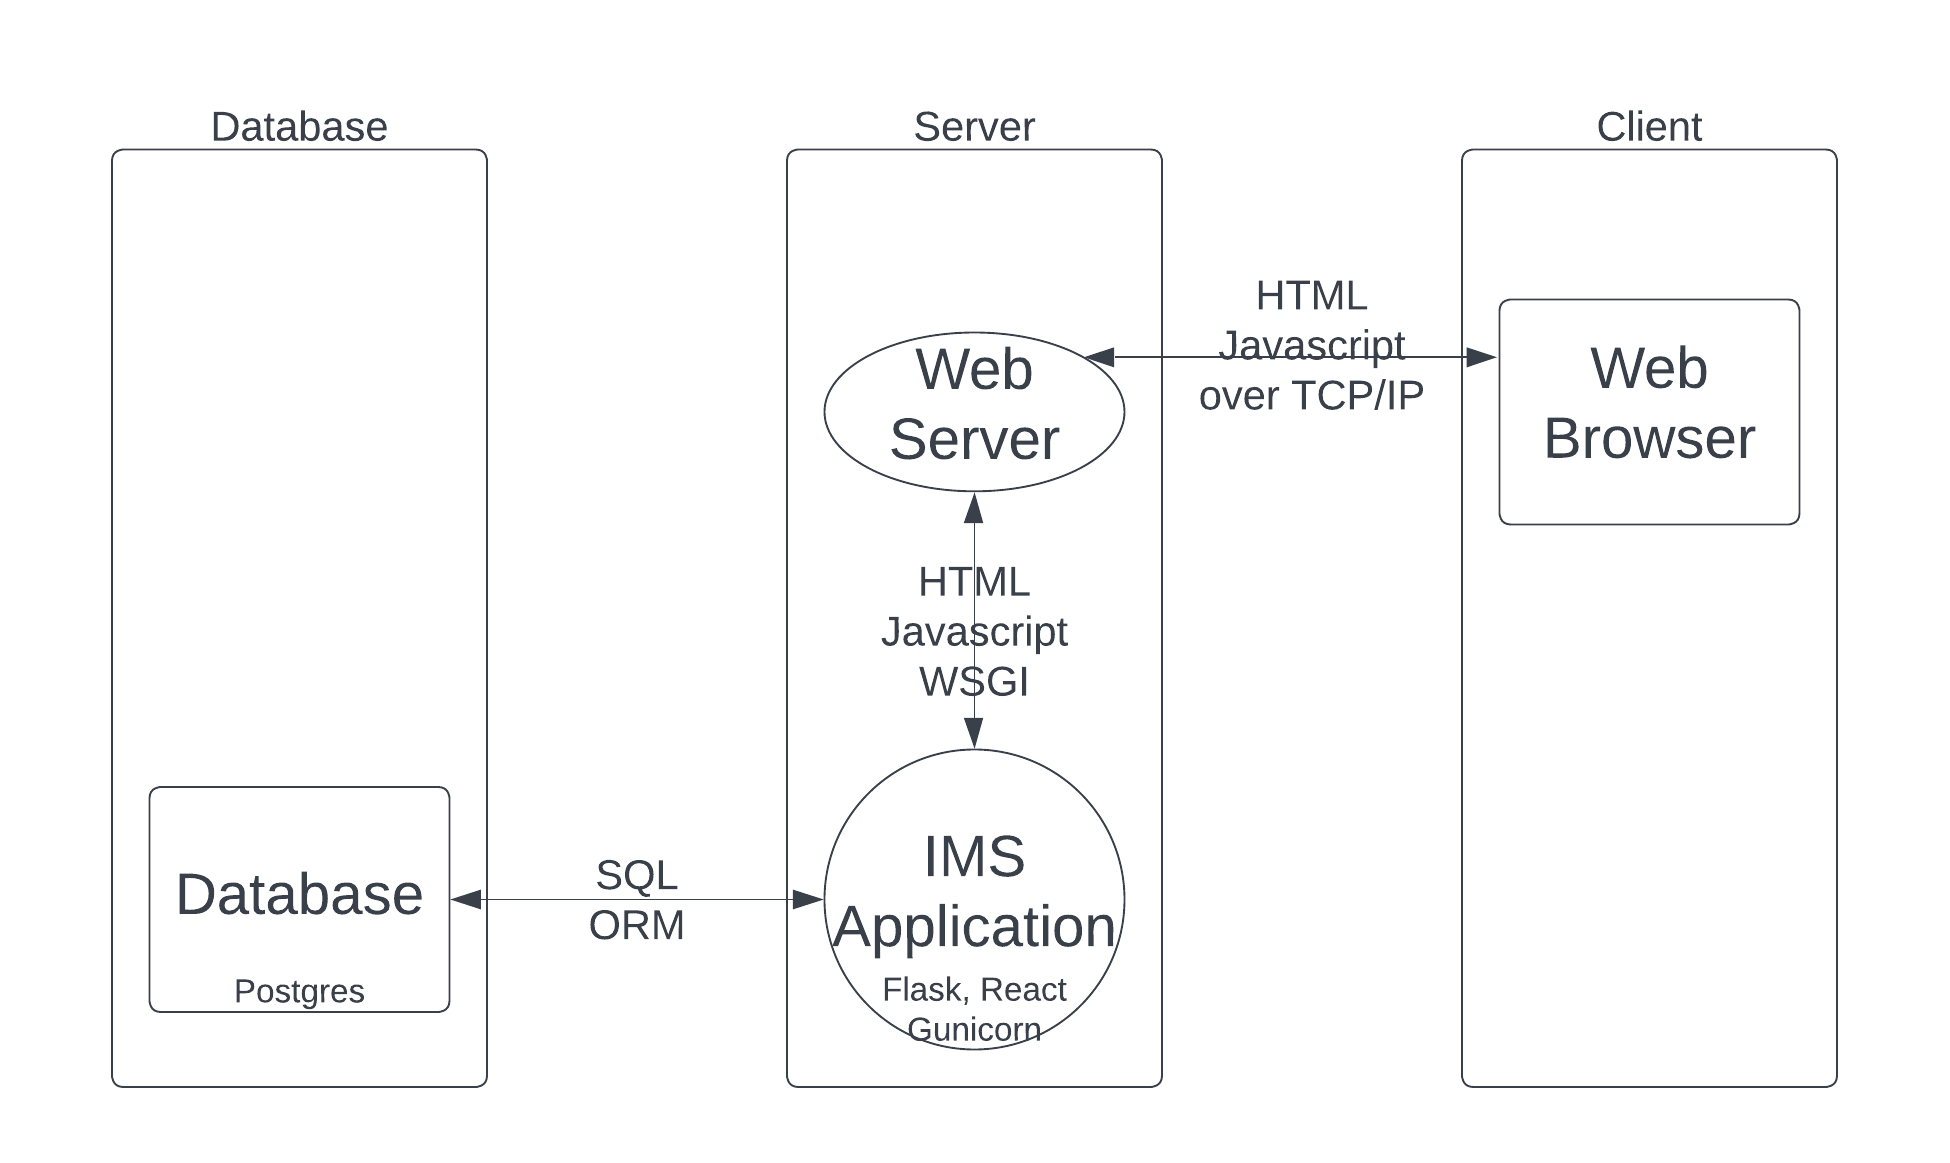 Database
Server
Client
HTML
Javascript
over TCP/IP
Web
Server
Web
Browser
HTML
Javascript
WSGI
Database
Postgres
SQL
ORM
IMS
Application
Flask, React
Gunicorn